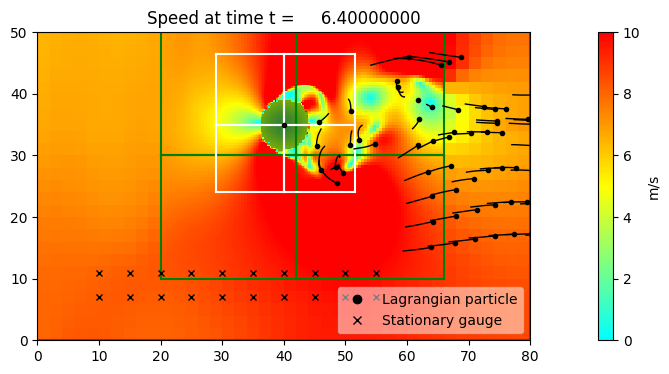 Speed at time t =     6.40000000
50
40
30
20
10
0
0 10 20 30 40 50 60 70 80
Lagrangian particle
Stationary gauge
10
8
6
4
2
0
m/s